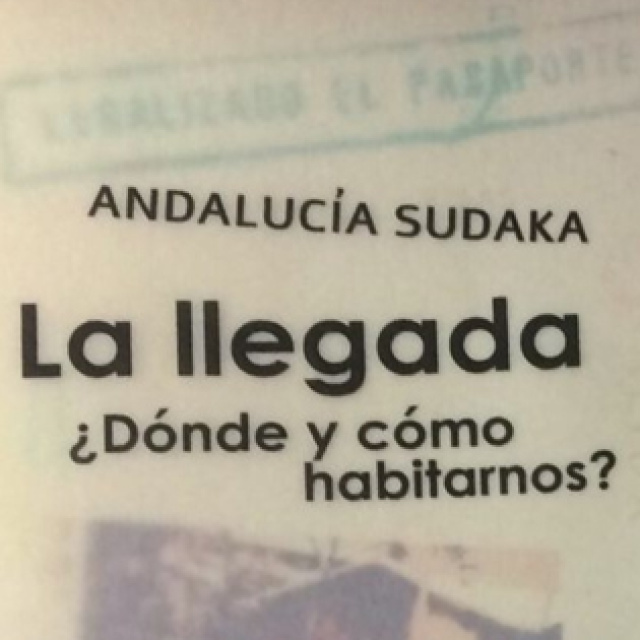 LEGALIZADO EL PASAPORTE
ANDALUCÍA SUDAKA
La llegada
¿Dónde y cómo
habitarnos?